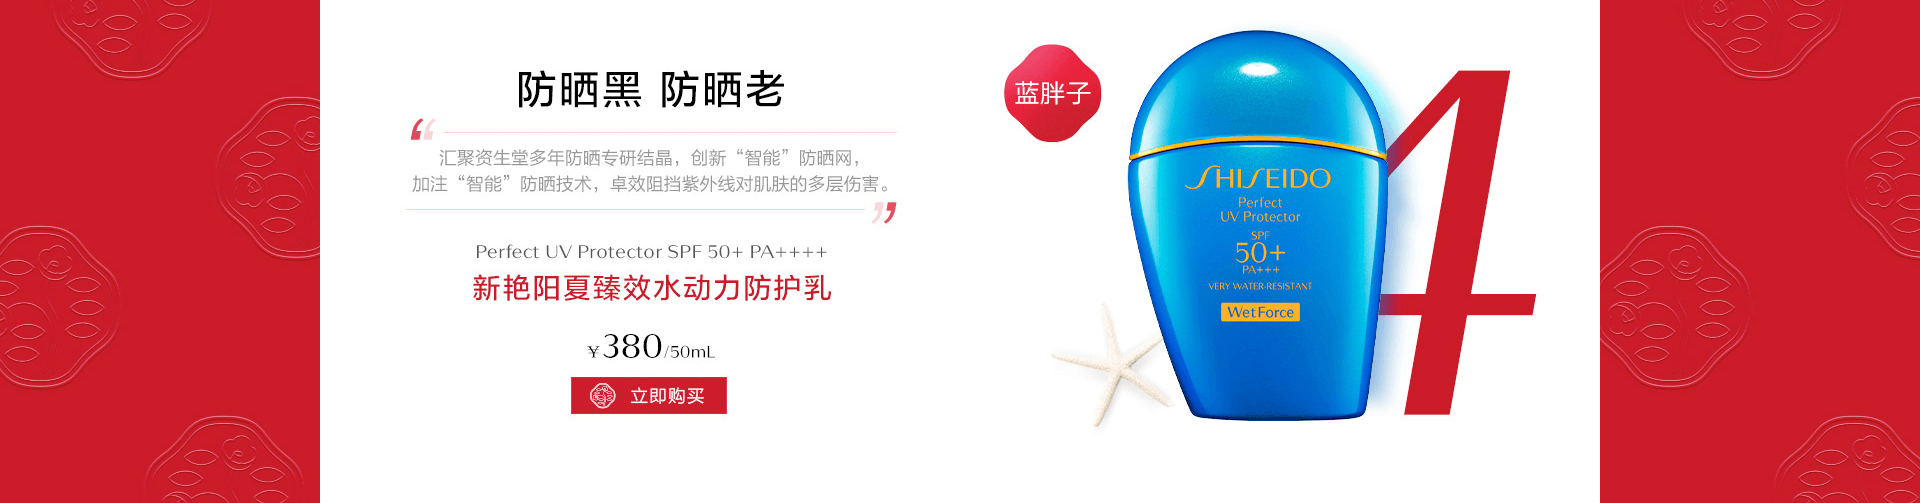 防晒黑 防晒老
“
汇聚资生堂多年防晒专研结晶，创新“智能”防晒网，
加注“智能”防晒技术，卓效阻挡紫外线对肌肤的多层伤害。
”
Perfect UV Protector SPF 50+ PA++++
新艳阳夏臻效水动力防护乳
¥380/50mL
立即购买
蓝胖子
SHISEIDO
Perfect
UV Protector
SPF
50+
PA+++
VERY WATER-RESISTANT
WetForce
4